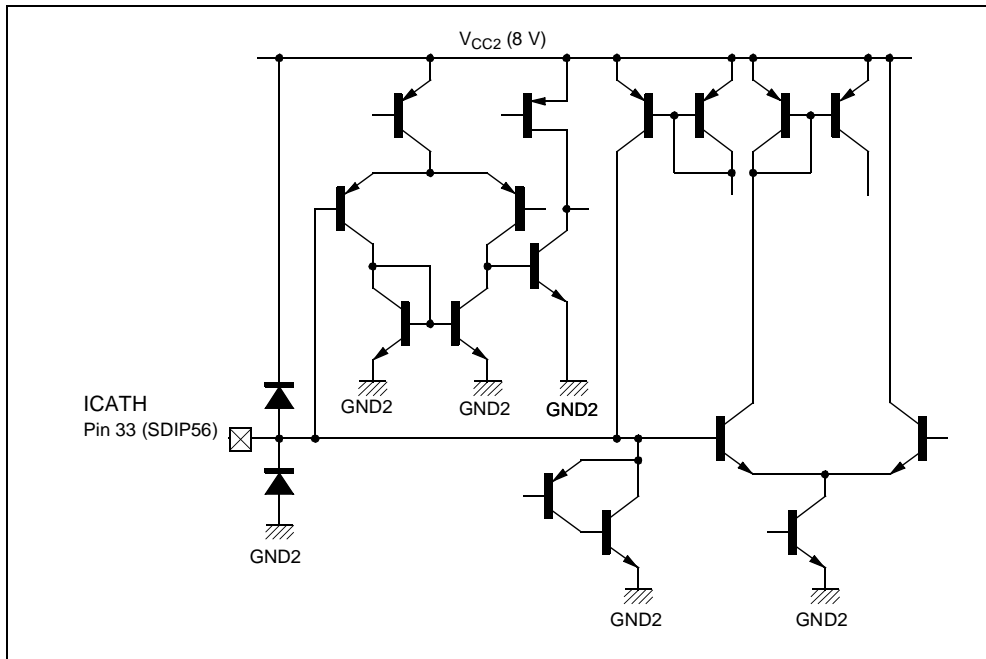 VCC2 (8 V)
GND2
GND2
GND2
ICATH
Pin 33 (SDIP56)
GND2
GND2
GND2